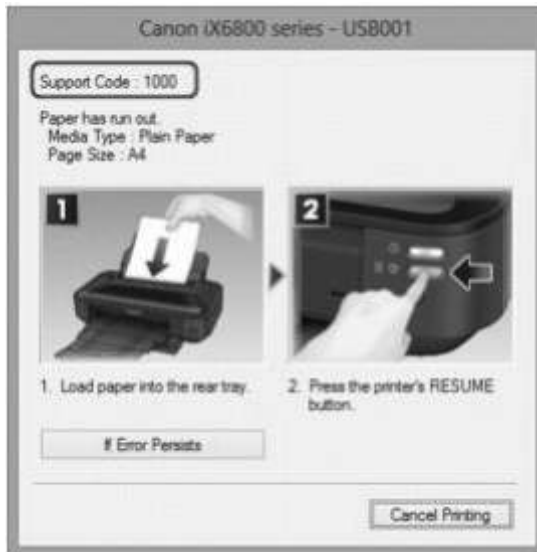 Canon iX6800 series - USB001
Support Code : 1000
Paper has run out.
Media Type : Plain Paper
Page Size : A4
1
2
1. Load paper into the rear tray.
2. Press the printer's RESUME
button.
If Error Persists
Cancel Printing